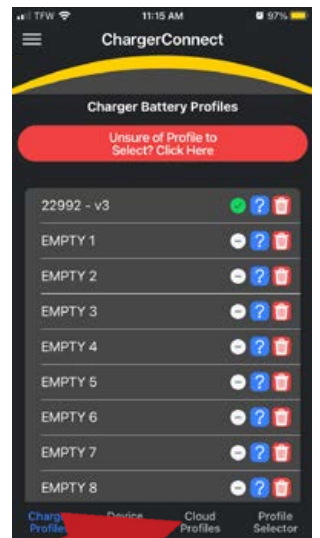 TFW 11:15 AM 97%
ChargerConnect
Charger Battery Profiles
Unsure of Profile to
Select? Click Here
22992 - v3
EMPTY 1
EMPTY 2
EMPTY 3
EMPTY 4
EMPTY 5
EMPTY 6
EMPTY 7
EMPTY 8
Device Cloud Profile
Profiles Profiles Selector